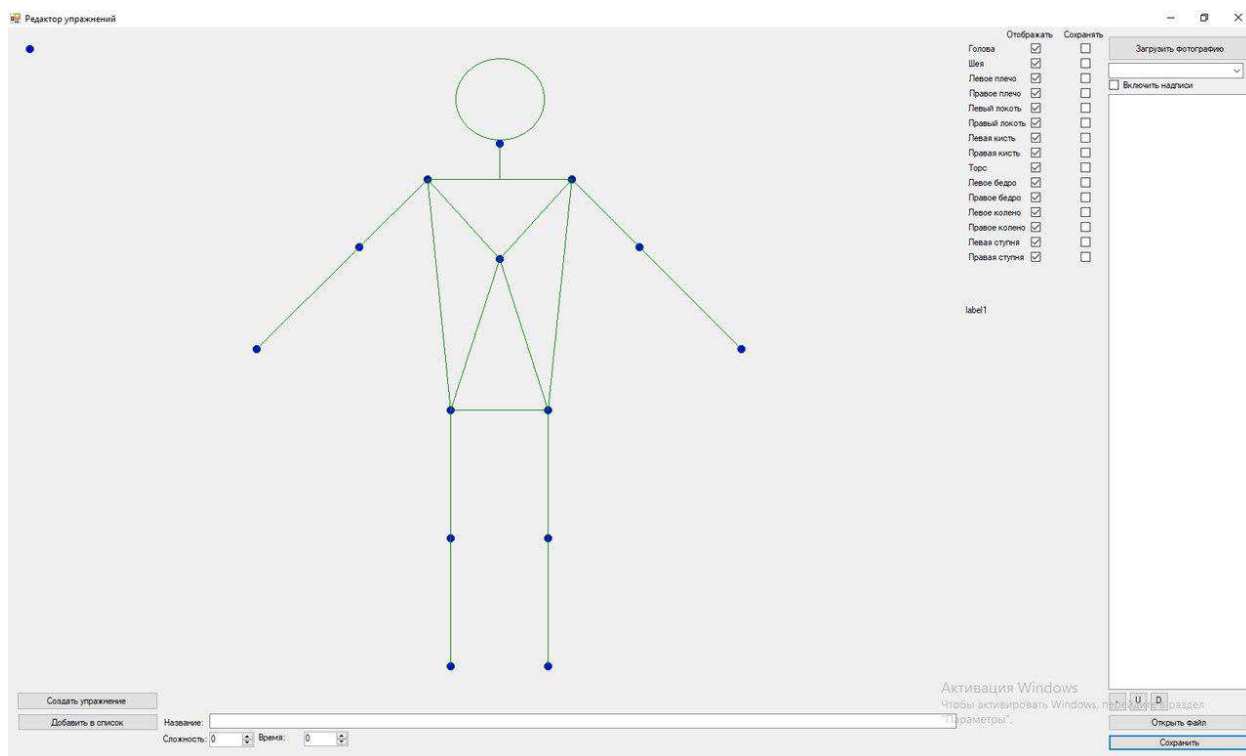 Редактор упражнений
Отображать Сохранять
Голова
Шея
Левое плечо
Правое плечо
Левый локоть
Правый локоть
Левая кисть
Правая кисть
Торс
Левое бедро
Правое бедро
Левое колено
Правое колено
Левая ступня
Правая ступня
label1
Загрузить фотографию
Включить надписи
Создать упражнение
Добавить в список
Название:
Сложность: 0 Время: 0
Активация Windows
Чтобы активировать Windows, перейдите в раздел
"Параметры".
- U D
Открыть файл
Сохранить